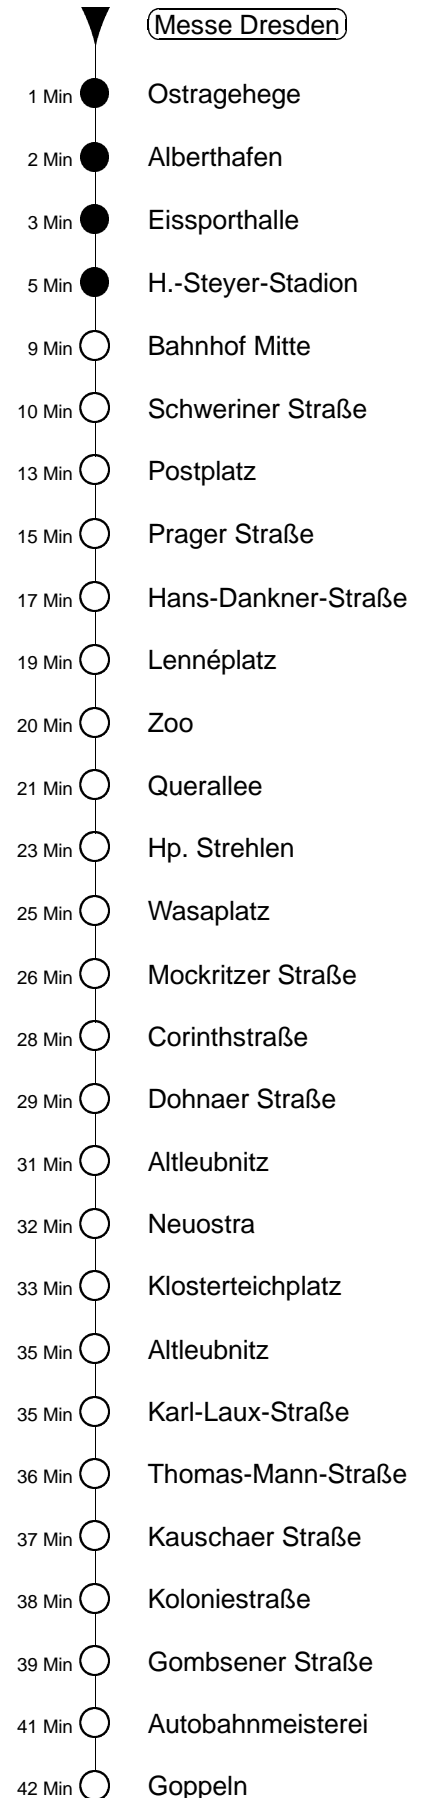 Messe Dresden
1 Min Ostragehege
2 Min Alberthafen
3 Min Eissporthalle
5 Min H.-Steyer-Stadion
9 Min Bahnhof Mitte
10 Min Schweriner Straße
13 Min Postplatz
15 Min Prager Straße
17 Min Hans-Dankner-Straße
19 Min Lennéplatz
20 Min Zoo
21 Min Querallee
23 Min Hp. Strehlen
25 Min Wasaplatz
26 Min Mockritzer Straße
28 Min Corinthstraße
29 Min Dohnaer Straße
31 Min Altleubnitz
32 Min Neuostra
33 Min Klosterteichplatz
35 Min Altleubnitz
35 Min Karl-Laux-Straße
36 Min Thomas-Mann-Straße
37 Min Kauschaer Straße
38 Min Koloniestraße
39 Min Gombsener Straße
41 Min Autobahnmeisterei
42 Min Goppeln